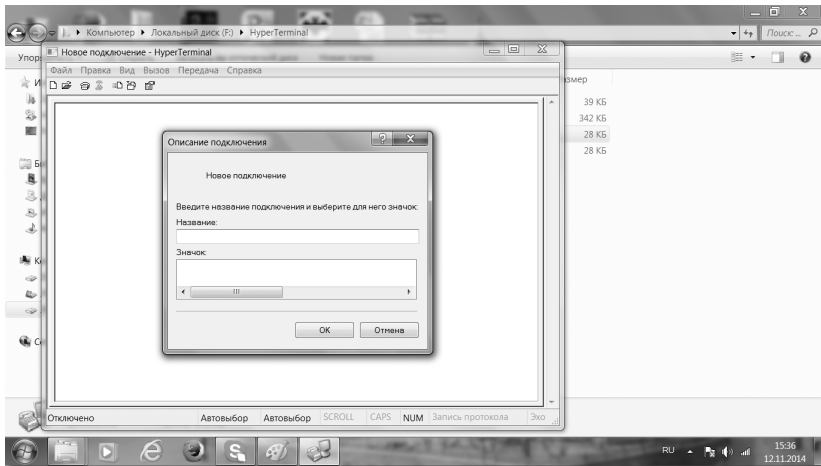 Компьютер ▸ Локальный диск (F:) ▸ HyperTerminal
Поиск ...
Упор
Новое подключение - HyperTerminal
Файл Правка Вид Вызов Передача Справка
змер
39 КБ
342 КБ
28 КБ
28 КБ
Описание подключения
Новое подключение
Введите название подключения и выберите для него значок:
Название:
Значок:
ОК Отмена
Отключено Автовыбор Автовыбор SCROLL CAPS NUM Запись протокола Эхо
RU 15:36
12.11.2014